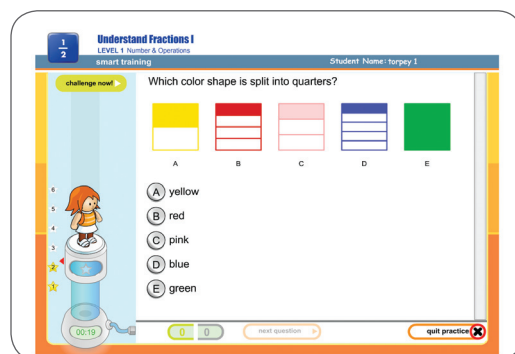 1
2
Understand Fractions I
LEVEL 1 Number & Operations
smart training
Student Name: torpey 1
challenge now!
Which color shape is split into quarters?
A B C D E
A yellow
B red
C pink
D blue
E green
6
5
4
3
2
1
00:19
0 0
next question
quit practice